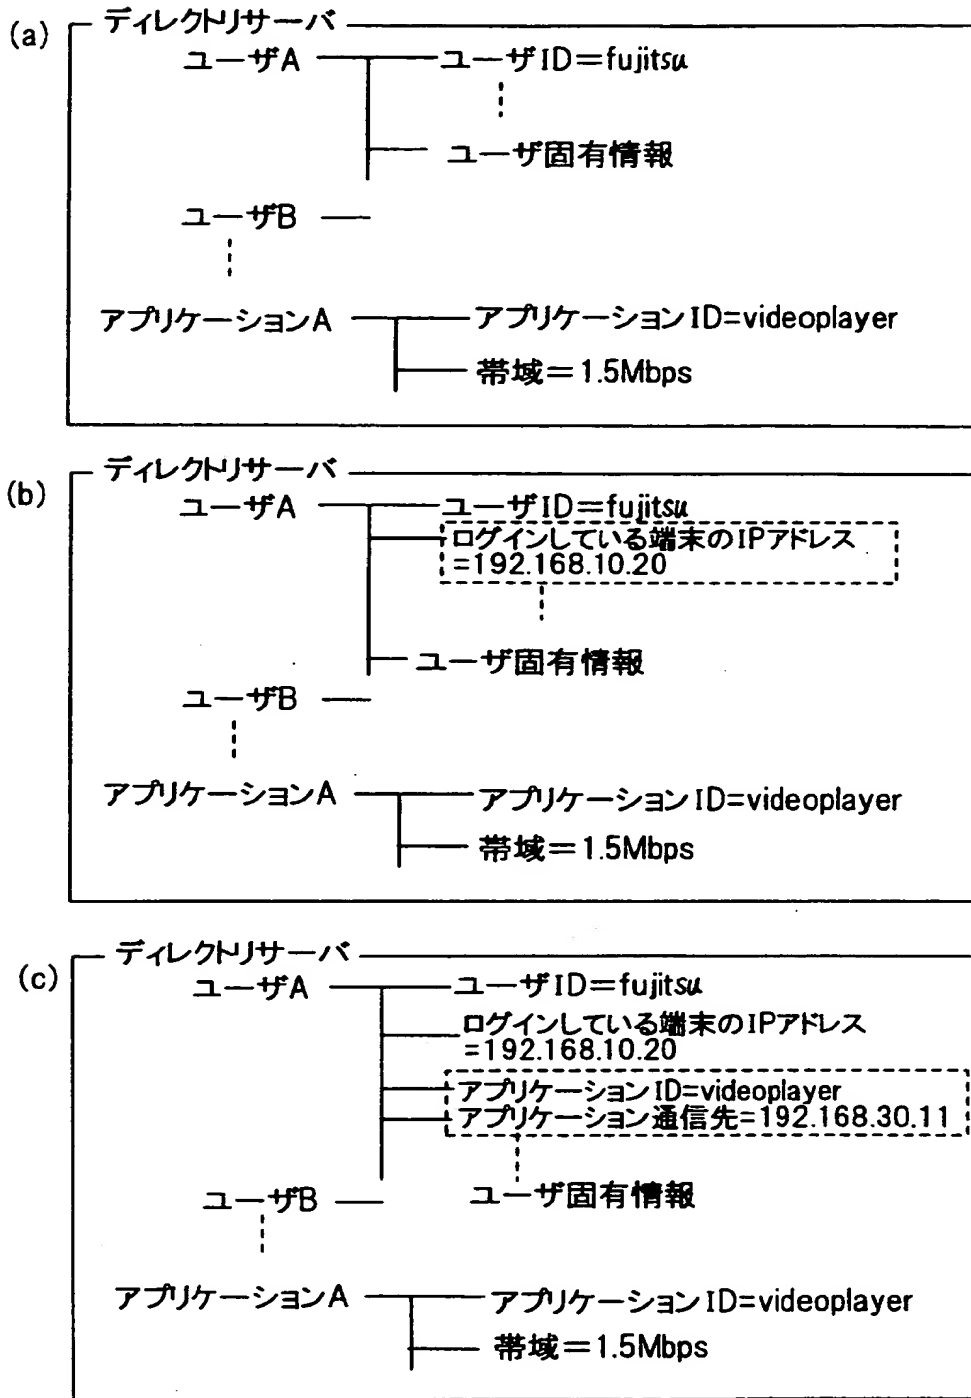 (a)
ディレクトリサーバ
ユーザA
ユーザID=fujitsu
ユーザ固有情報
ユーザB
アプリケーションA
アプリケーションID=videoplayer
帯域=1.5Mbps
(b)
ディレクトリサーバ
ユーザA
ユーザID=fujitsu
ログインしている端末のIPアドレス
=192.168.10.20
ユーザ固有情報
ユーザB
アプリケーションA
アプリケーションID=videoplayer
帯域=1.5Mbps
(c)
ディレクトリサーバ
ユーザA
ユーザID=fujitsu
ログインしている端末のIPアドレス
=192.168.10.20
アプリケーションID=videoplayer
アプリケーション通信先=192.168.30.11
ユーザB
ユーザ固有情報
アプリケーションA
アプリケーションID=videoplayer
帯域=1.5Mbps